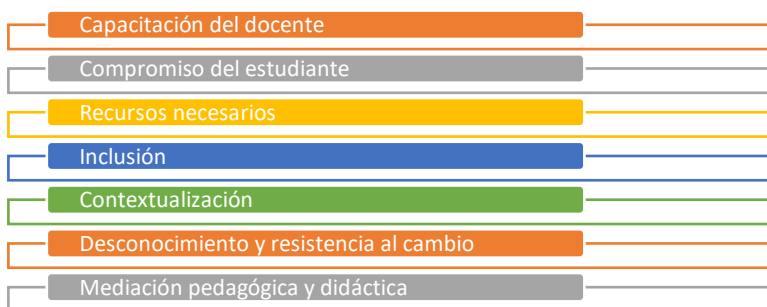 Capacitación del docente
Compromiso del estudiante
Recursos necesarios
Inclusión
Contextualización
Desconocimiento y resistencia al cambio
Mediación pedagógica y didáctica